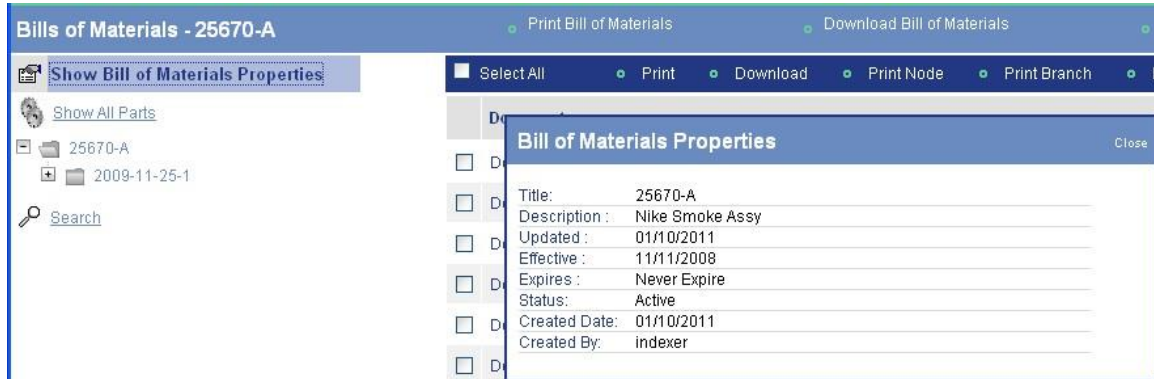 Bills of Materials - 25670-A
Print Bill of Materials
Download Bill of Materials
Show Bill of Materials Properties
Show All Parts
25670-A
2009-11-25-1
Search
Select All Print Download Print Node Print Branch
Bill of Materials Properties Close
Title: 25670-A
Description : Nike Smoke Assy
Updated : 01/10/2011
Effective : 11/11/2008
Expires : Never Expire
Status: Active
Created Date: 01/10/2011
Created By: indexer